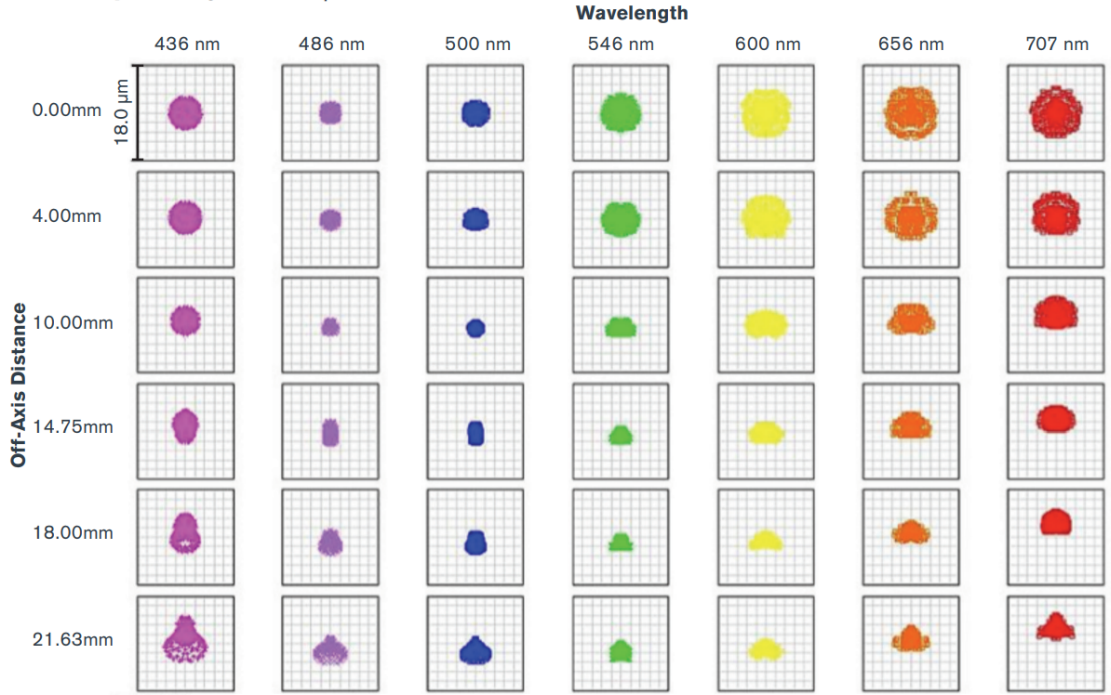 Wavelength
436 nm 486 nm 500 nm 546 nm 600 nm 656 nm 707 nm
0.00mm
18.0 μm
4.00mm
10.00mm
14.75mm
18.00mm
21.63mm
Off-Axis Distance